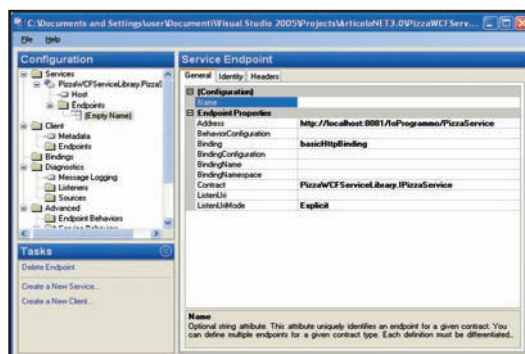 C:\Documents and Settings\user\Documenti\Visual Studio 2005\Projects\ArticoloNET3.0\PizzaWCFServ...
File Help
Configuration
Services
PizzaWCFServiceLibrary.PizzaS
Host
Endpoints
(Empty Name)
Client
Metadata
Endpoints
Bindings
Diagnostics
Message Logging
Listeners
Sources
Advanced
Endpoint Behaviors
Service Behaviors
Tasks
Delete Endpoint
Create a New Service...
Create a New Client...
Service Endpoint
General Identity Headers
(Configuration)
Name
Endpoint Properties
Address http://localhost:8081/IoProgrammo/PizzaService
BehaviorConfiguration
Binding basicHttpBinding
BindingConfiguration
BindingName
BindingNamespace
Contract PizzaWCFServiceLibrary.IPizzaService
ListenUri
ListenUriMode Explicit
Name
Optional string attribute. This attribute uniquely identifies an endpoint for a given contract. You
can define multiple endpoints for a given contract type. Each definition must be differentiated...